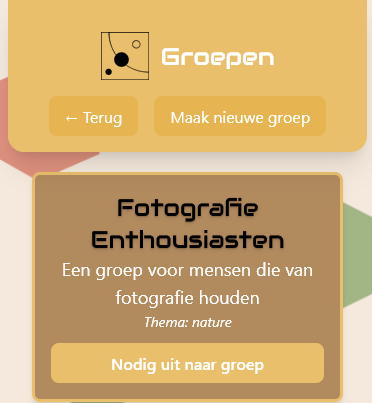 Groepen
← Terug
Maak nieuwe groep
Fotografie
Enthousiasten
Een groep voor mensen die van
fotografie houden
Thema: nature
Nodig uit naar groep